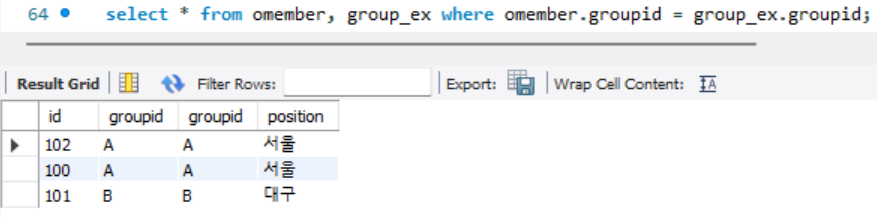 64 select * from omember, group_ex where omember.groupid = group_ex.groupid;
Result Grid Filter Rows: Export: Wrap Cell Content: IA
id groupid groupid position
102 A A 서울
100 A A 서울
101 B B 대구